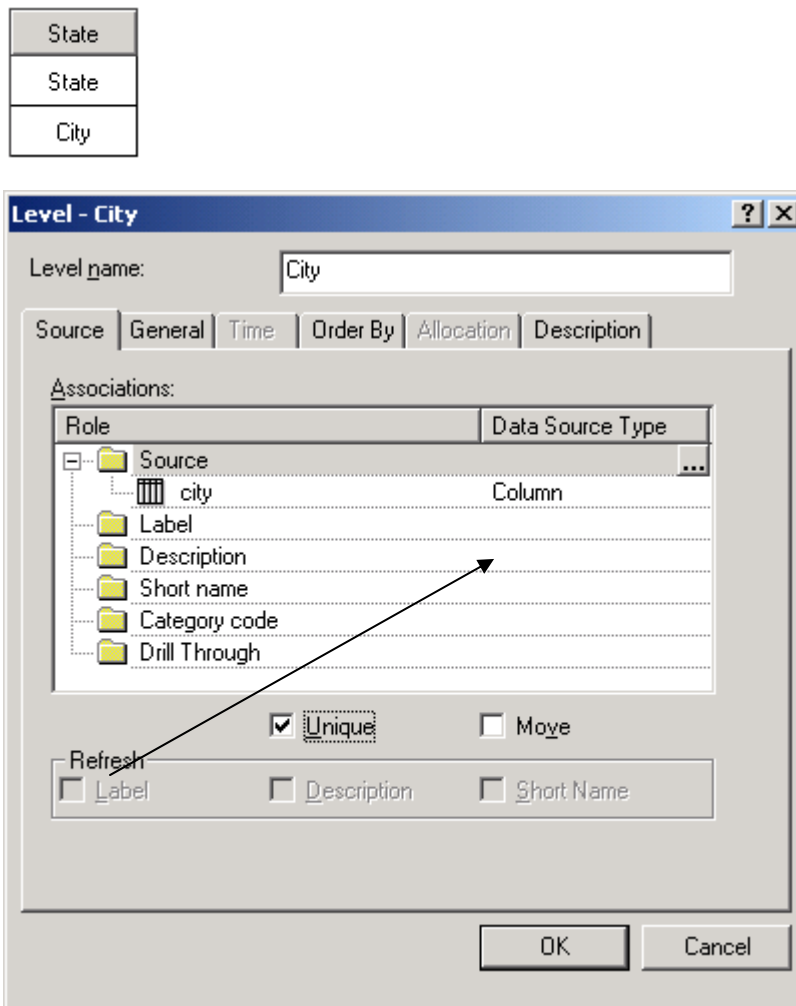 State
State
City
Level - City
Level name: City
Source General Time Order By Allocation Description
Associations:
Role Data Source Type
Source ...
city Column
Label
Description
Short name
Category code
Drill Through
Unique Move
Refresh
Label Description Short Name
OK Cancel